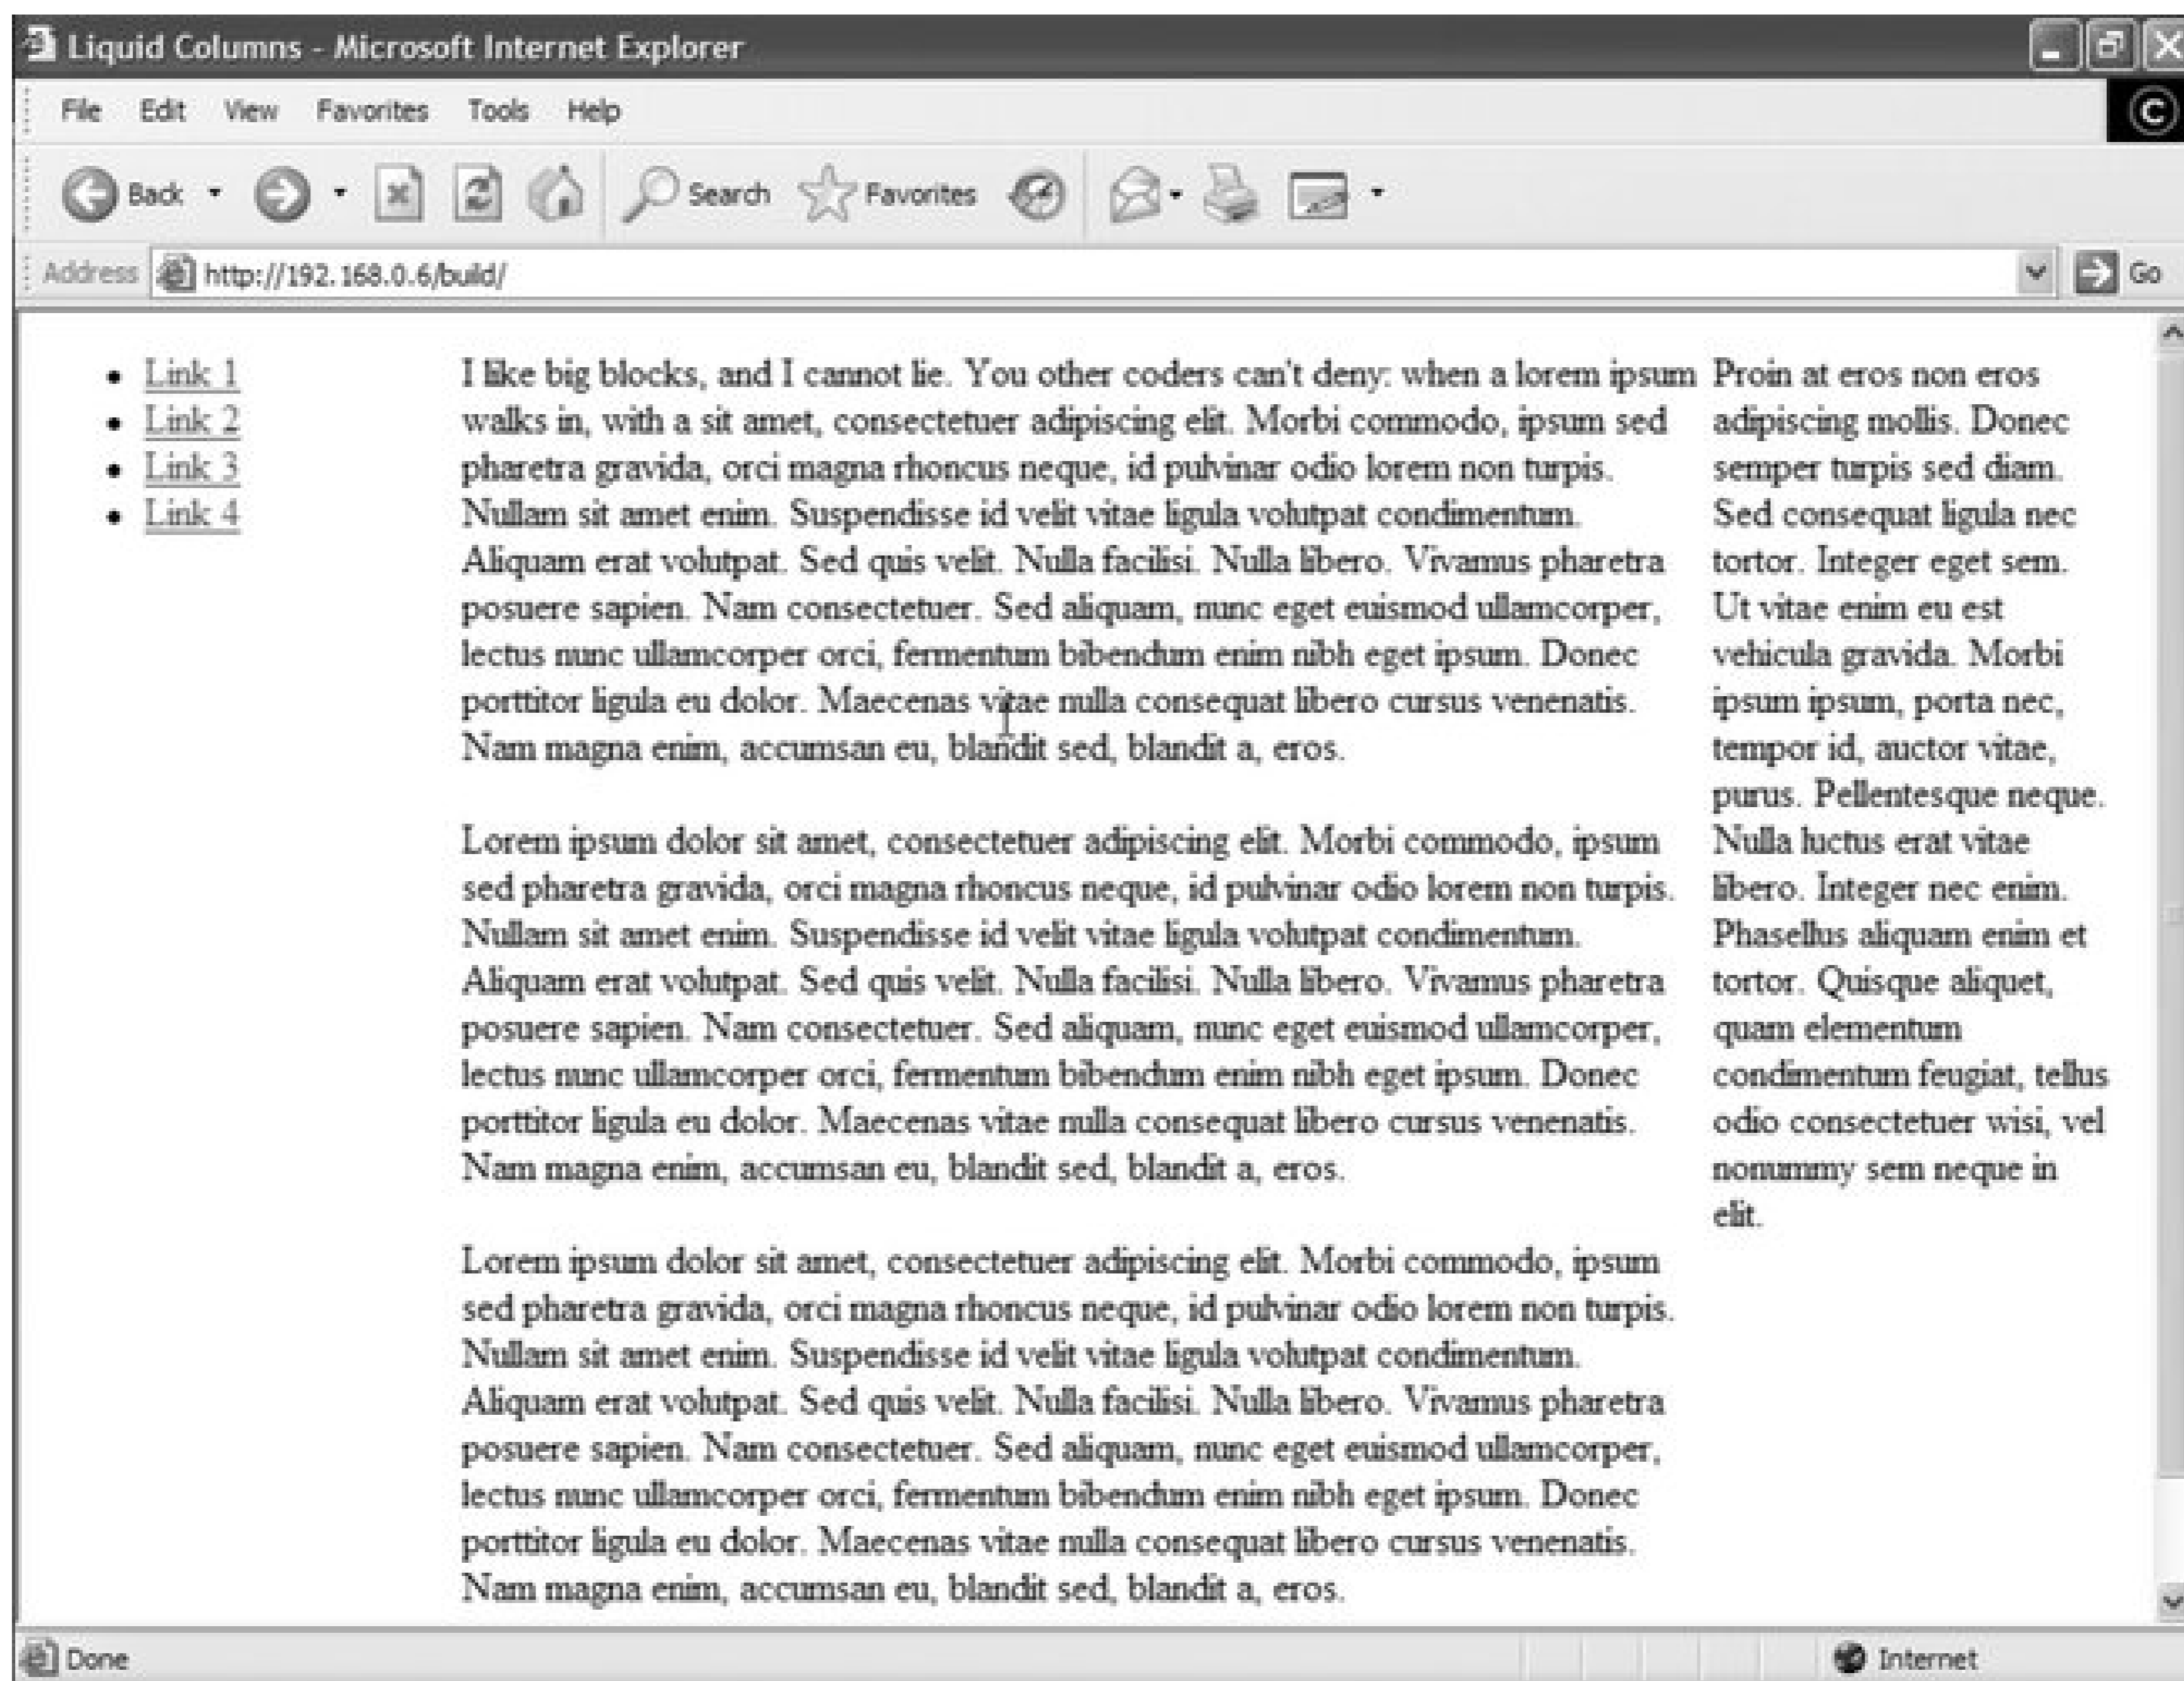 Liquid Columns - Microsoft Internet Explorer
File Edit View Favorites Tools Help
C
Back Search Favorites
Address http://192.168.0.6/build/ Go
• Link 1
• Link 2
• Link 3
• Link 4
I like big blocks, and I cannot lie. You other coders can't deny: when a lorem ipsum
walks in, with a sit amet, consectetuer adipiscing elit. Morbi commodo, ipsum sed
pharetra gravida, orci magna rhoncus neque, id pulvinar odio lorem non turpis.
Nullam sit amet enim. Suspendisse id velit vitae ligula volutpat condimentum.
Aliquam erat volutpat. Sed quis velit. Nulla facilisi. Nulla libero. Vivamus pharetra
posuere sapien. Nam consectetuer. Sed aliquam, nunc eget euismod ullamcorper,
lectus nunc ullamcorper orci, fermentum bibendum enim nibh eget ipsum. Donec
porttitor ligula eu dolor. Maecenas vitae nulla consequat libero cursus venenatis.
Nam magna enim, accumsan eu, blandit sed, blandit a, eros.
Lorem ipsum dolor sit amet, consectetuer adipiscing elit. Morbi commodo, ipsum
sed pharetra gravida, orci magna rhoncus neque, id pulvinar odio lorem non turpis.
Nullam sit amet enim. Suspendisse id velit vitae ligula volutpat condimentum.
Aliquam erat volutpat. Sed quis velit. Nulla facilisi. Nulla libero. Vivamus pharetra
posuere sapien. Nam consectetuer. Sed aliquam, nunc eget euismod ullamcorper,
lectus nunc ullamcorper orci, fermentum bibendum enim nibh eget ipsum. Donec
porttitor ligula eu dolor. Maecenas vitae nulla consequat libero cursus venenatis.
Nam magna enim, accumsan eu, blandit sed, blandit a, eros.
Lorem ipsum dolor sit amet, consectetuer adipiscing elit. Morbi commodo, ipsum
sed pharetra gravida, orci magna rhoncus neque, id pulvinar odio lorem non turpis.
Nullam sit amet enim. Suspendisse id velit vitae ligula volutpat condimentum.
Aliquam erat volutpat. Sed quis velit. Nulla facilisi. Nulla libero. Vivamus pharetra
posuere sapien. Nam consectetuer. Sed aliquam, nunc eget euismod ullamcorper,
lectus nunc ullamcorper orci, fermentum bibendum enim nibh eget ipsum. Donec
porttitor ligula eu dolor. Maecenas vitae nulla consequat libero cursus venenatis.
Nam magna enim, accumsan eu, blandit sed, blandit a, eros.
Proin at eros non eros
adipiscing mollis. Donec
semper turpis sed diam.
Sed consequat ligula nec
tortor. Integer eget sem.
Ut vitae enim eu est
vehicula gravida. Morbi
ipsum ipsum, porta nec,
tempor id, auctor vitae,
purus. Pellentesque neque.
Nulla luctus erat vitae
libero. Integer nec enim.
Phasellus aliquam enim et
tortor. Quisque aliquet,
quam elementum
condimentum feugiat, tellus
odio consectetuer wisi, vel
nonummy sem neque in
elit.
Done Internet